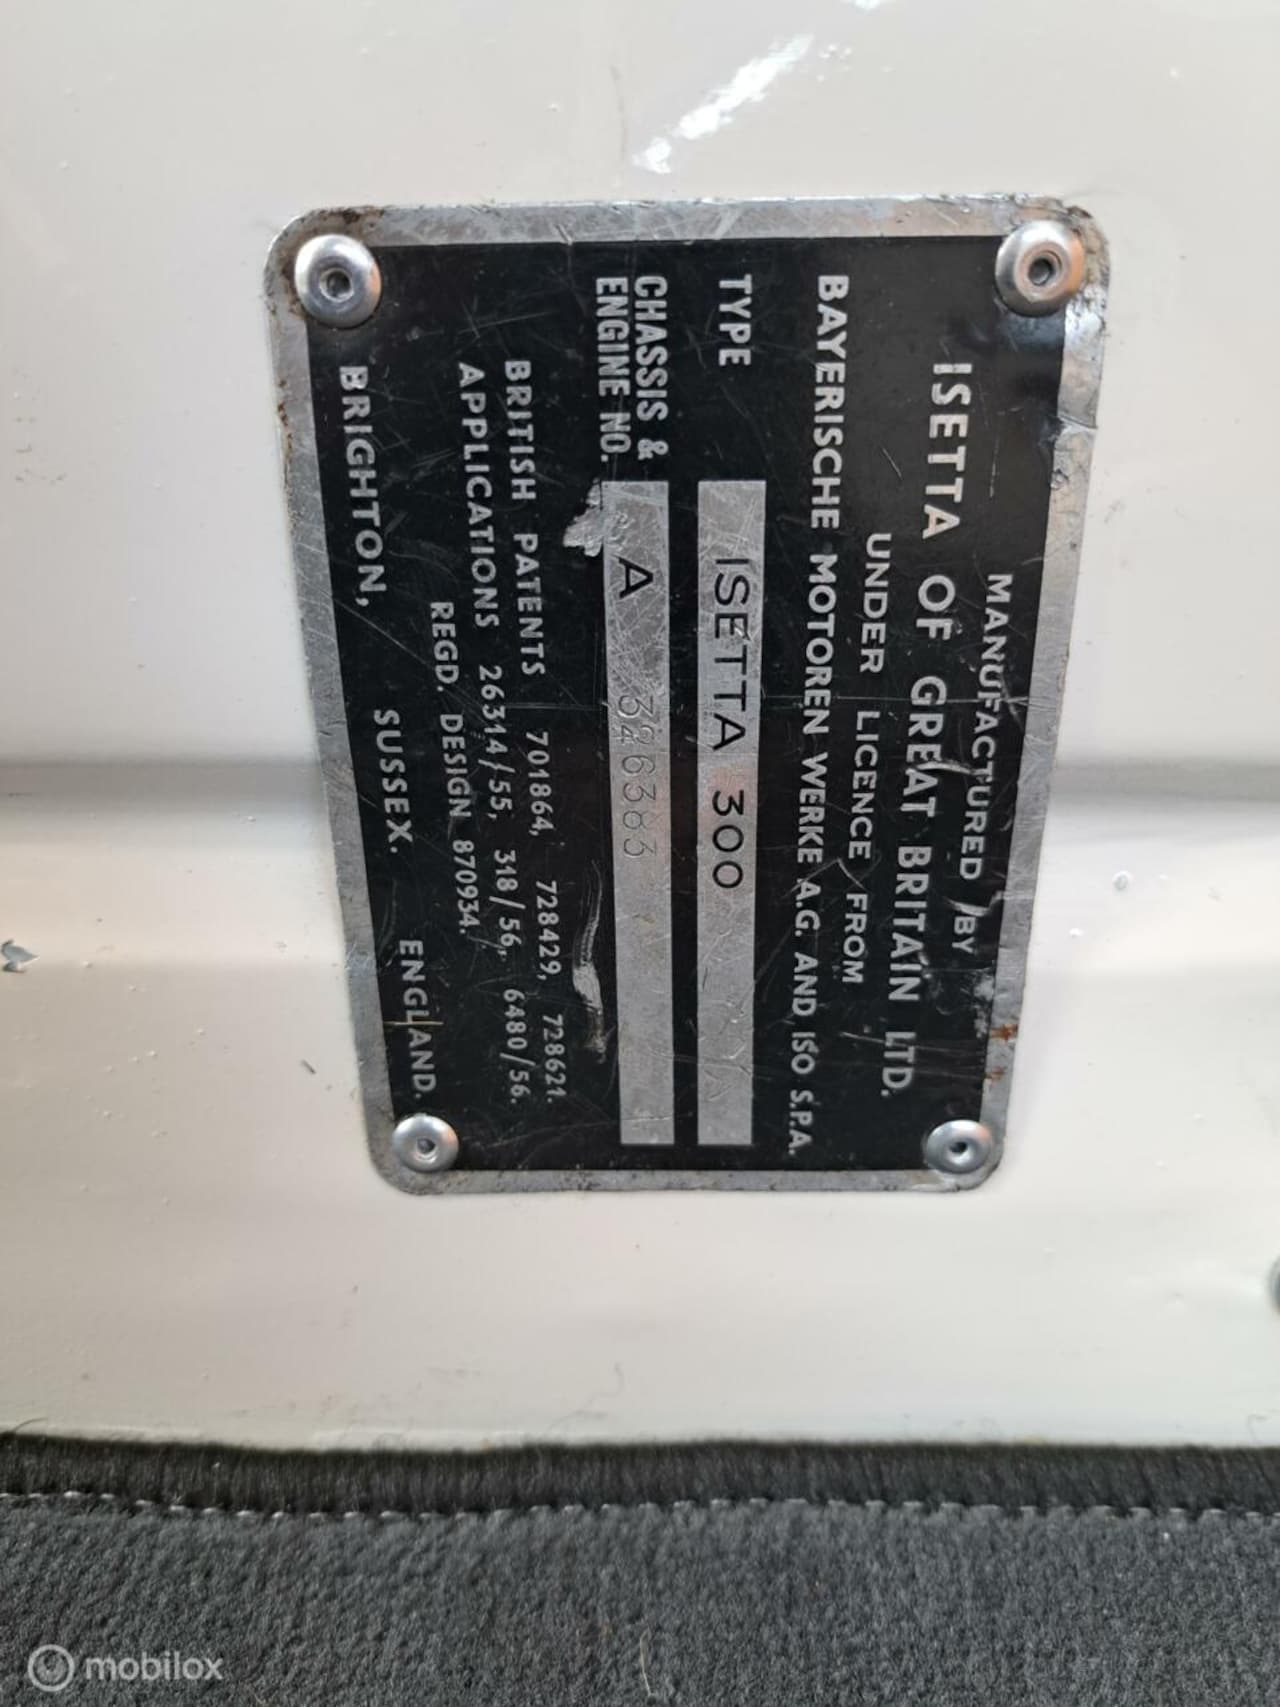 MANUFACTURED BY
ISETTA OF GREAT BRITAIN LTD.
UNDER LICENCE FROM
BAYERISCHE MOTOREN WERKE A.G. AND ISO S.P.A.
TYPE ISETTA 300
CHASSIS &
ENGINE NO. A
BRITISH PATENTS 701864, 728429, 728621.
APPLICATIONS 26314/55, 318/56, 6480/56.
REGD. DESIGN 870934.
BRIGHTON, SUSSEX. ENGLAND.
mobilox